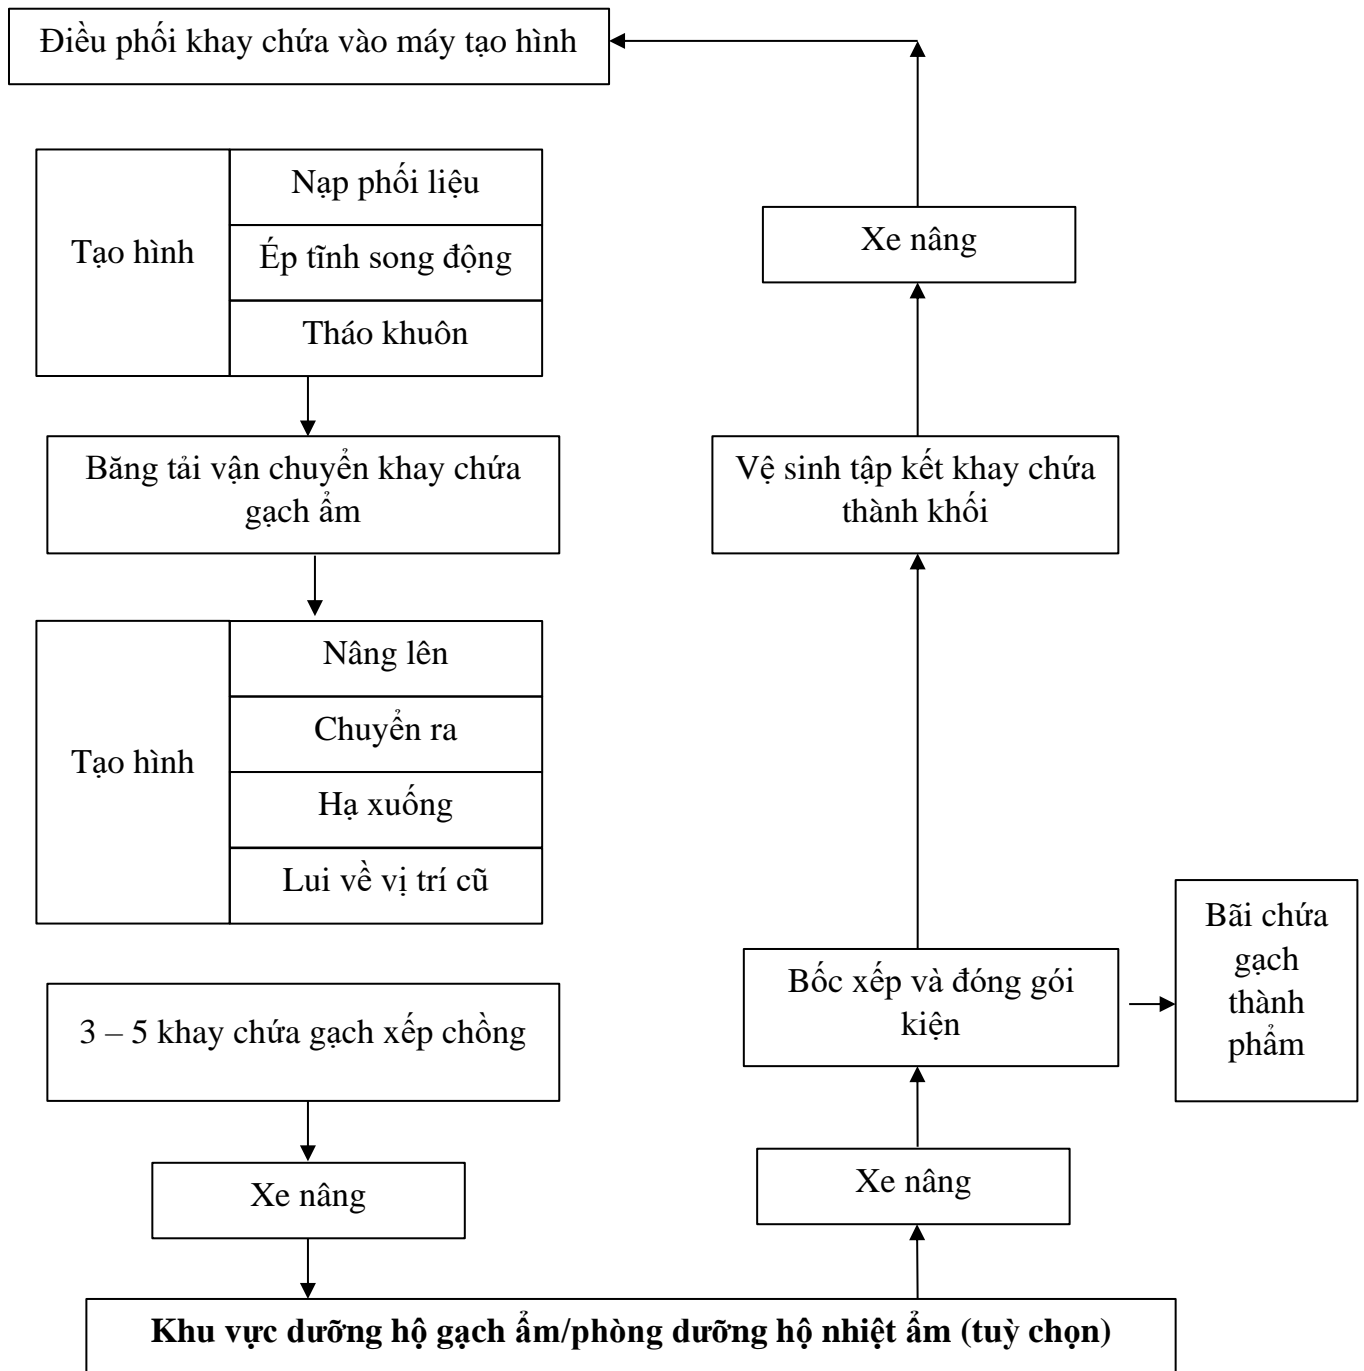 Điều phối khay chứa vào máy tạo hình
Tạo hình
Nạp phối liệu
Ép tĩnh song động
Tháo khuôn
Băng tải vận chuyển khay chứa
gạch ẩm
Tạo hình
Nâng lên
Chuyển ra
Hạ xuống
Lui về vị trí cũ
3 – 5 khay chứa gạch xếp chồng
Xe nâng
Khu vực dưỡng hộ gạch ẩm/phòng dưỡng hộ nhiệt ẩm (tuỳ chọn)
Xe nâng
Bốc xếp và đóng gói
kiện
Bãi chứa
gạch
thành
phẩm
Vệ sinh tập kết khay chứa
thành khối
Xe nâng